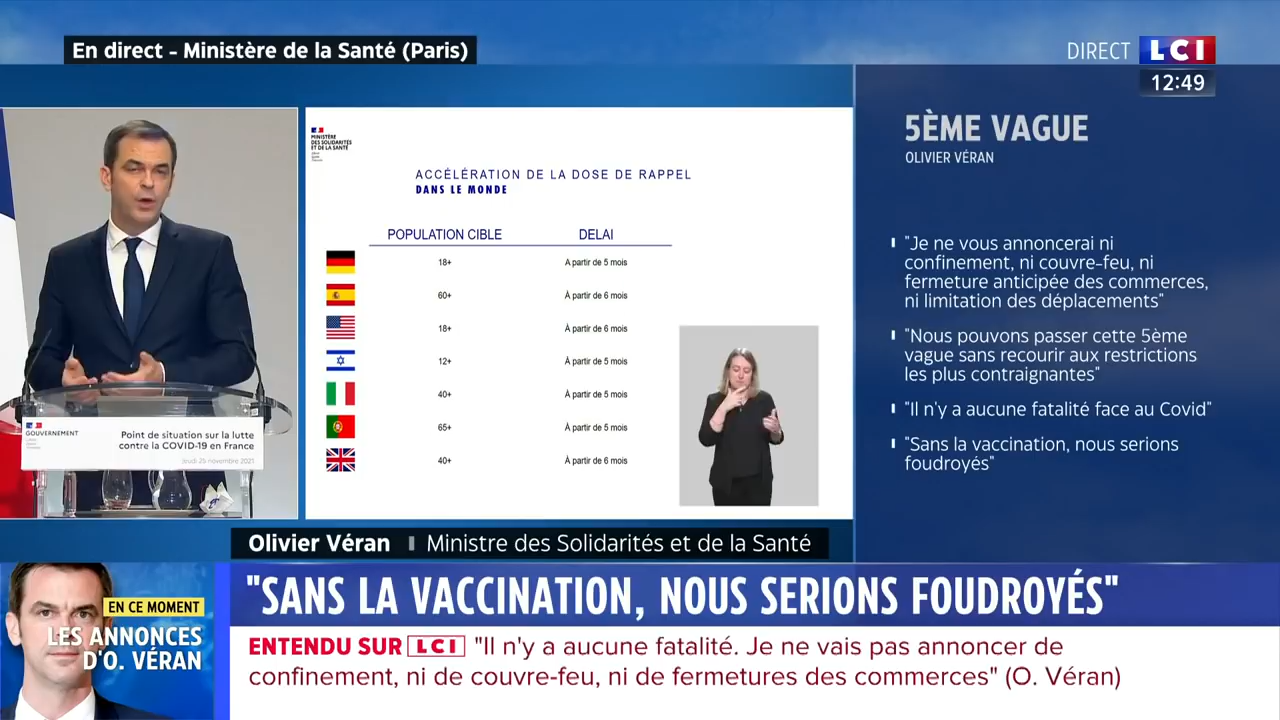 En direct - Ministère de la Santé (Paris)
DIRECT LCI
12:49
5ÈME VAGUE
OLIVIER VÉRAN
"Je ne vous annoncerai ni
confinement, ni couvre-feu, ni
fermeture anticipée des commerces,
ni limitation des déplacements"
"Nous pouvons passer cette 5ème
vague sans recourir aux restrictions
les plus contraignantes"
"Il n'y a aucune fatalité face au Covid"
"Sans la vaccination, nous serions
foudroyés"
MINISTÈRE
DES SOLIDARITÉS
ET DE LA SANTÉ
ACCÉLÉRATION DE LA DOSE DE RAPPEL
DANS LE MONDE
POPULATION CIBLE DELAI
18+ À partir de 5 mois
60+ À partir de 6 mois
18+ À partir de 6 mois
12+ À partir de 5 mois
40+ À partir de 5 mois
65+ À partir de 5 mois
40+ À partir de 6 mois
GOUVERNEMENT
Point de situation sur la lutte
contre la COVID-19 en France
Jeudi 25 novembre 2021
Olivier Véran Ministre des Solidarités et de la Santé
EN CE MOMENT
LES ANNONCES
D'O. VÉRAN
"SANS LA VACCINATION, NOUS SERIONS FOUDROYÉS"
ENTENDU SUR LCI "Il n'y a aucune fatalité. Je ne vais pas annoncer de
confinement, ni de couvre-feu, ni de fermetures des commerces" (O. Véran)